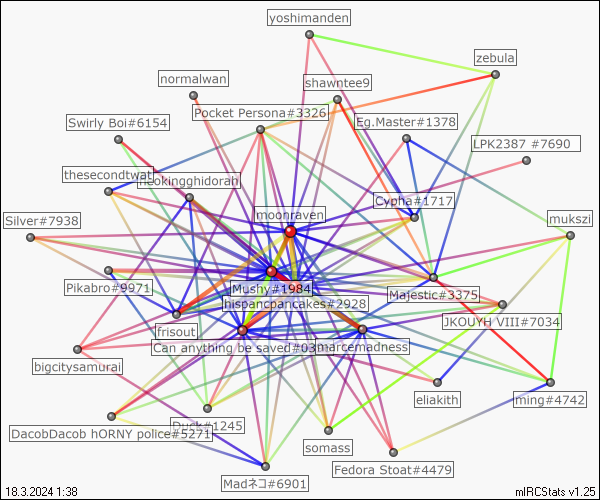 yoshimanden
zebula
shawntee9
normalwan
Pocket Persona#3326
Eg.Master#1378
Swirly Boi#6154
LPK2387 #7690
thesecondtwat
neokingghidorah
Cypha#1717
moonraven
Silver#7938
mukszi
Pikabro#9971
Mushy#1984
Majestic#3375
hispanicpancakes#2928
JKOUYH VIII#7034
frisout
Can anything be saved#03
marcemadness
bigcitysamurai
eliakith
ming#4742
DacobDacob hORNY police#5271
Duck#1245
somass
Fedora Stoat#4479
Madネコ#6901
18.3.2024 1:38
mIRCStats v1.25